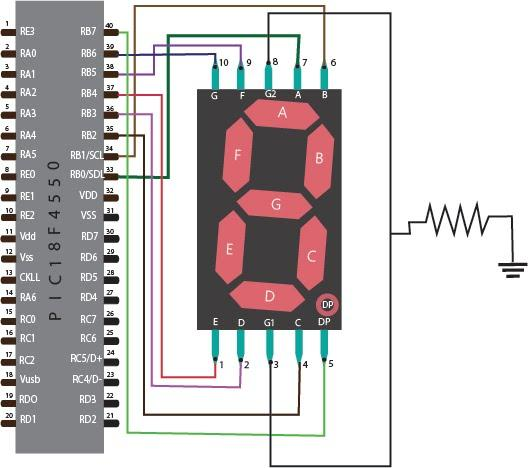 1 RE3 RB7 40
2 RA0 RB6 39
3 RA1 RB5 38
4 RA2 RB4 37
5 RA3 RB3 36
6 RA4 RB2 35
7 RA5 RB1/SCL 34
8 RE0 RB0/SDI 33
9 RE1 VDD 32
10 RE2 VSS 31
11 Vdd RD7 30
12 Vss RD6 29
13 CKLL RD5 28
14 RA6 RD4 27
15 RC0 RC7 26
16 RC1 RC6 25
17 RC2 RC5/D+ 24
18 Vusb RC4/D- 23
19 RDO RD3 22
20 RD1 RD2 21
PIC18F4550
10 9 8 7 6
G F G2 A B
A
F B
G
E C
D
DP
E D G1 C DP
1 2 3 4 5